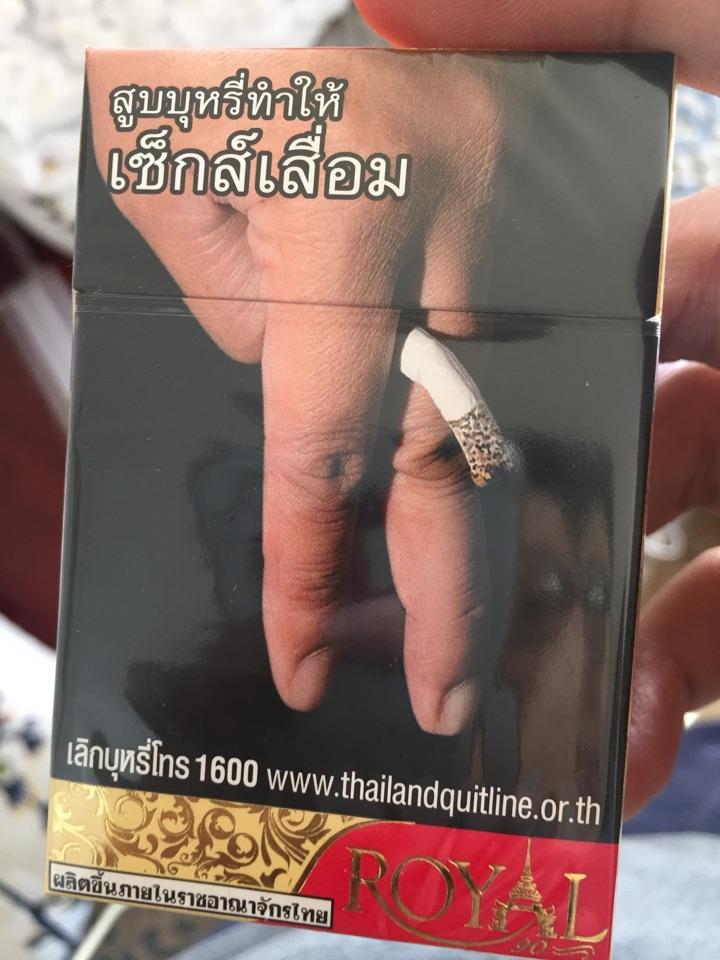 สูบบุหรี่ทำให้
เซ็กส์เสื่อม
เลิกบุหรี่โทร 1600 www.thailandquitline.or.th
ผลิตขึ้นภายในราชอาณาจักรไทย
ROYAL
20